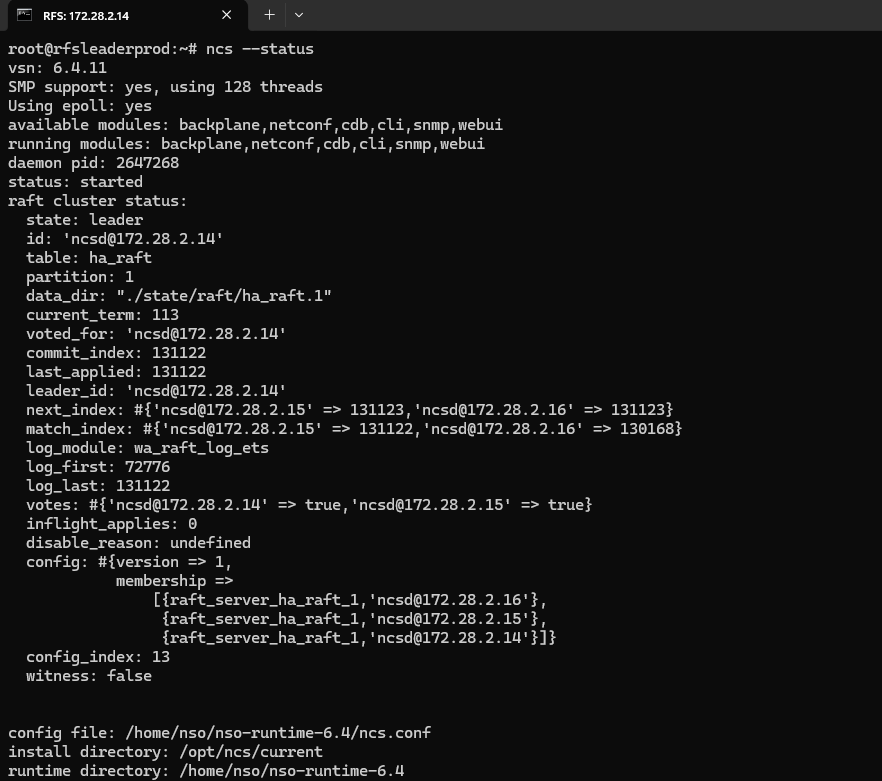 RFS: 172.28.2.14
root@rfsleaderprod:~# ncs --status
vsn: 6.4.11
SMP support: yes, using 128 threads
Using epoll: yes
available modules: backplane,netconf,cdb,cli,snmp,webui
running modules: backplane,netconf,cdb,cli,snmp,webui
daemon pid: 2647268
status: started
raft cluster status:
  state: leader
  id: 'ncsd@172.28.2.14'
  table: ha_raft
  partition: 1
  data_dir: "./state/raft/ha_raft.1"
  current_term: 113
  voted_for: 'ncsd@172.28.2.14'
  commit_index: 131122
  last_applied: 131122
  leader_id: 'ncsd@172.28.2.14'
  next_index: #{'ncsd@172.28.2.15' => 131123,'ncsd@172.28.2.16' => 131123}
  match_index: #{'ncsd@172.28.2.15' => 131122,'ncsd@172.28.2.16' => 130168}
  log_module: wa_raft_log_ets
  log_first: 72776
  log_last: 131122
  votes: #{'ncsd@172.28.2.14' => true,'ncsd@172.28.2.15' => true}
  inflight_applies: 0
  disable_reason: undefined
  config: #{version => 1,
            membership =>
                [{raft_server_ha_raft_1,'ncsd@172.28.2.16'},
                 {raft_server_ha_raft_1,'ncsd@172.28.2.15'},
                 {raft_server_ha_raft_1,'ncsd@172.28.2.14'}]}
  config_index: 13
  witness: false
config file: /home/nso/nso-runtime-6.4/ncs.conf
install directory: /opt/ncs/current
runtime directory: /home/nso/nso-runtime-6.4